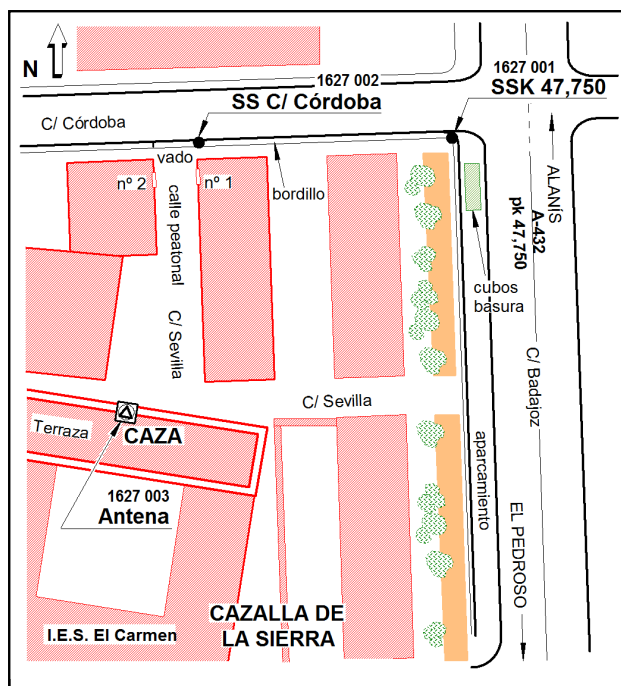 N
1627 002
1627 001
SS C/ Córdoba
SSK 47,750
C/ Córdoba
vado
nº 2
nº 1
bordillo
calle peatonal
C/ Sevilla
ALANÍS
A-432
pk 47,750
cubos
basura
C/ Badajoz
C/ Sevilla
Terraza
CAZA
aparcamiento
1627 003
Antena
EL PEDROSO
CAZALLA DE
LA SIERRA
I.E.S. El Carmen